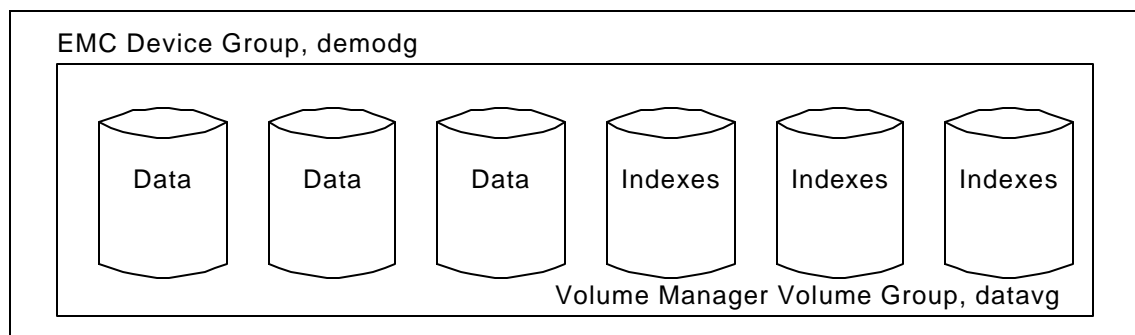 EMC Device Group, demodg
Data Data Data Indexes Indexes Indexes
Volume Manager Volume Group, datavg